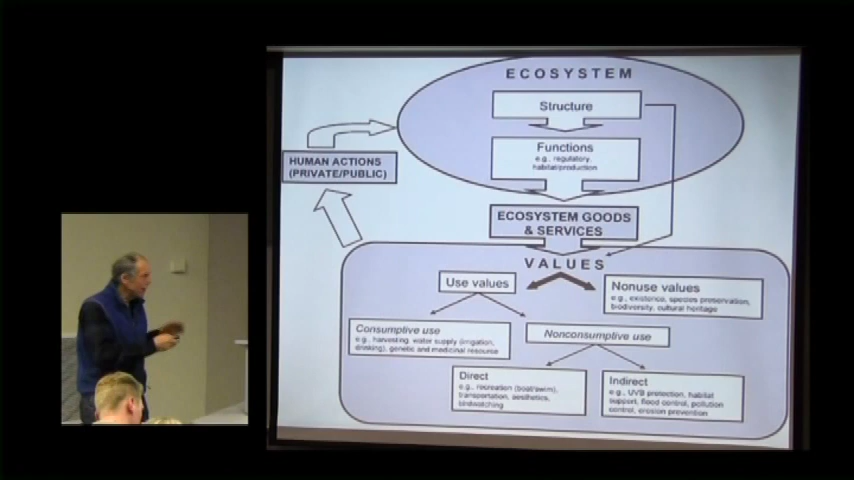 ECOSYSTEM
Structure
Functions
e.g., regulatory,
habitat/production
HUMAN ACTIONS
(PRIVATE/PUBLIC)
ECOSYSTEM GOODS
& SERVICES
VALUES
Use values
Nonuse values
e.g., existence, species preservation,
biodiversity, cultural heritage
Consumptive use
e.g., harvesting, water supply (irrigation,
drinking), genetic and medicinal resource
Nonconsumptive use
Direct
e.g., recreation (boat/swim),
transportation, aesthetics,
birdwatching
Indirect
e.g., UVB protection, habitat
support, flood control, pollution
control, erosion prevention